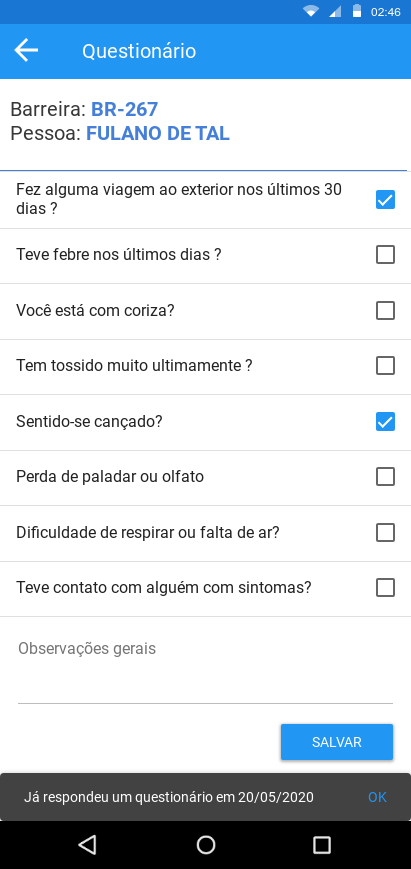 02:46
Questionário
Barreira: BR-267
Pessoa: FULANO DE TAL
Fez alguma viagem ao exterior nos últimos 30
dias ?
Teve febre nos últimos dias ?
Você está com coriza?
Tem tossido muito ultimamente ?
Sentido-se cançado?
Perda de paladar ou olfato
Dificuldade de respirar ou falta de ar?
Teve contato com alguém com sintomas?
Observações gerais
SALVAR
Já respondeu um questionário em 20/05/2020 OK